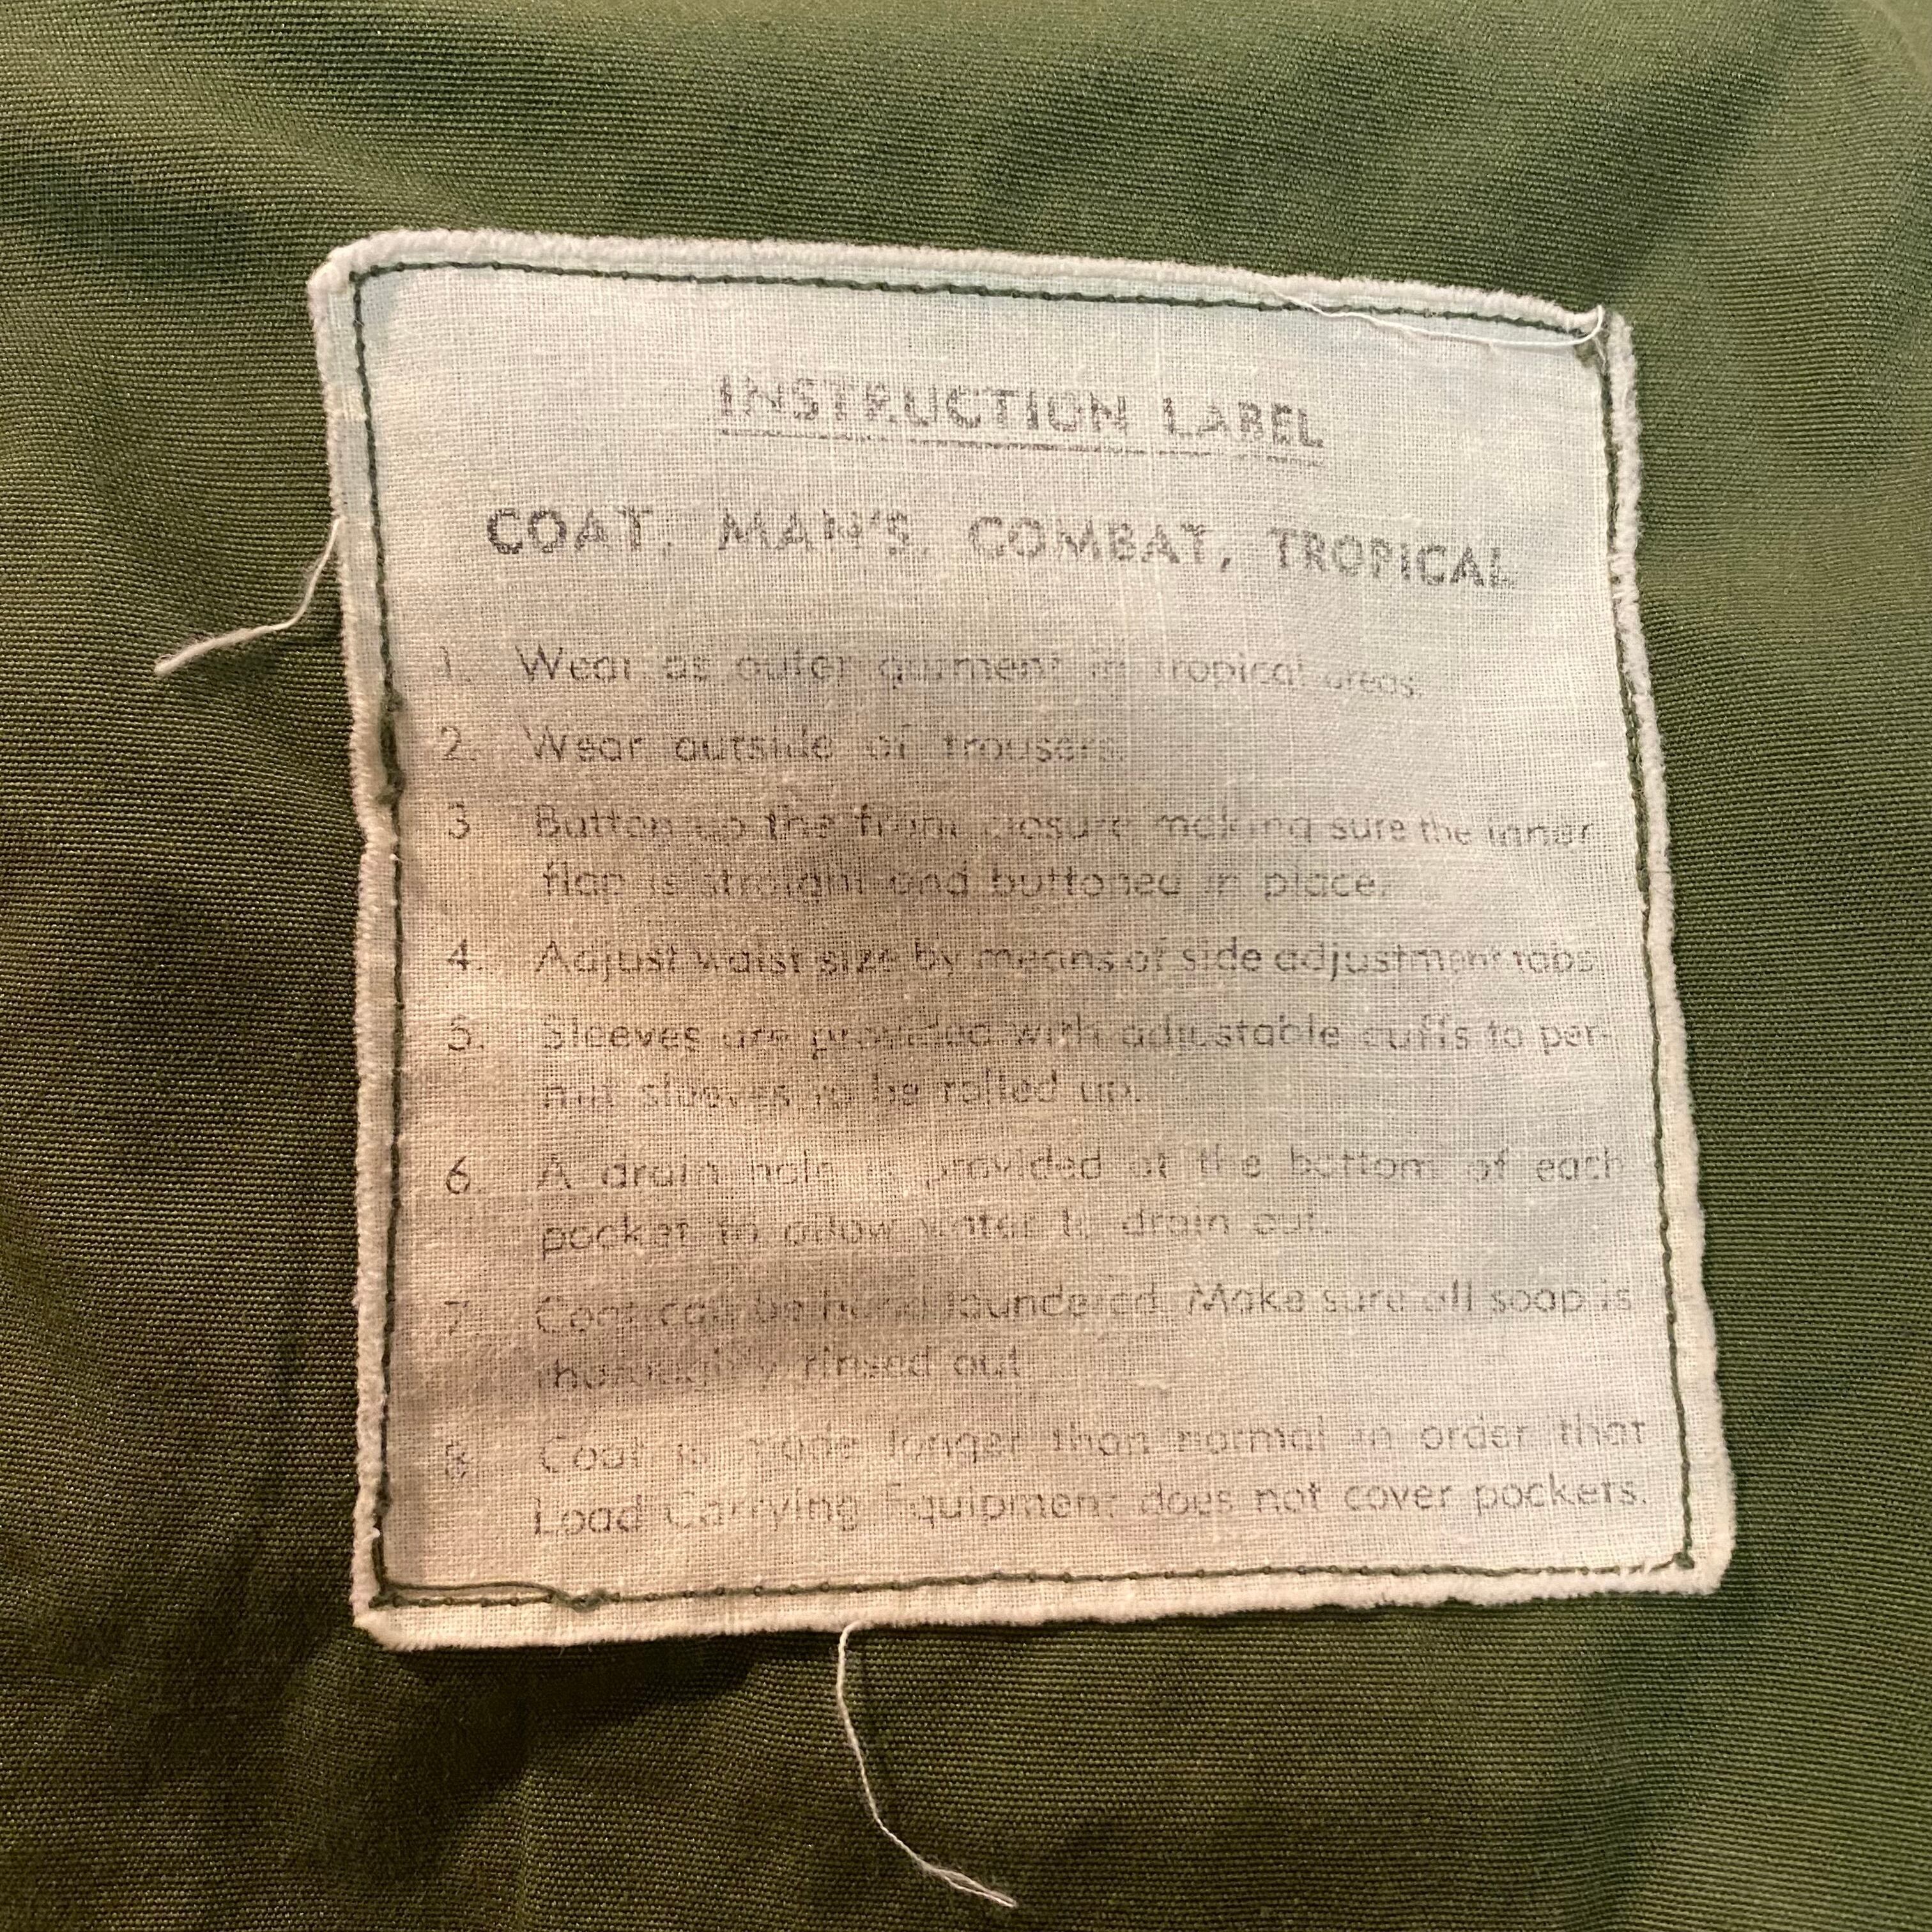 INSTRUCTION LABEL
COAT, MAN'S, COMBAT, TROPICAL
1. Wear as outer garment in tropical areas.
2. Wear outside of trousers.
3. Button up the front closure making sure the inner
flap is straight and buttoned in place.
4. Adjust waist size by means of side adjustment tabs
5. Sleeves are provided with adjustable cuffs to per-
mit sleeves to be rolled up.
6. A drain hole is provided at the bottom of each
pocket to allow water to drain out.
7. Coat can be hand laundered. Make sure all soap is
thoroughly rinsed out
8. Coat is made longer than normal in order that
Load Carrying Equipment does not cover pockets.